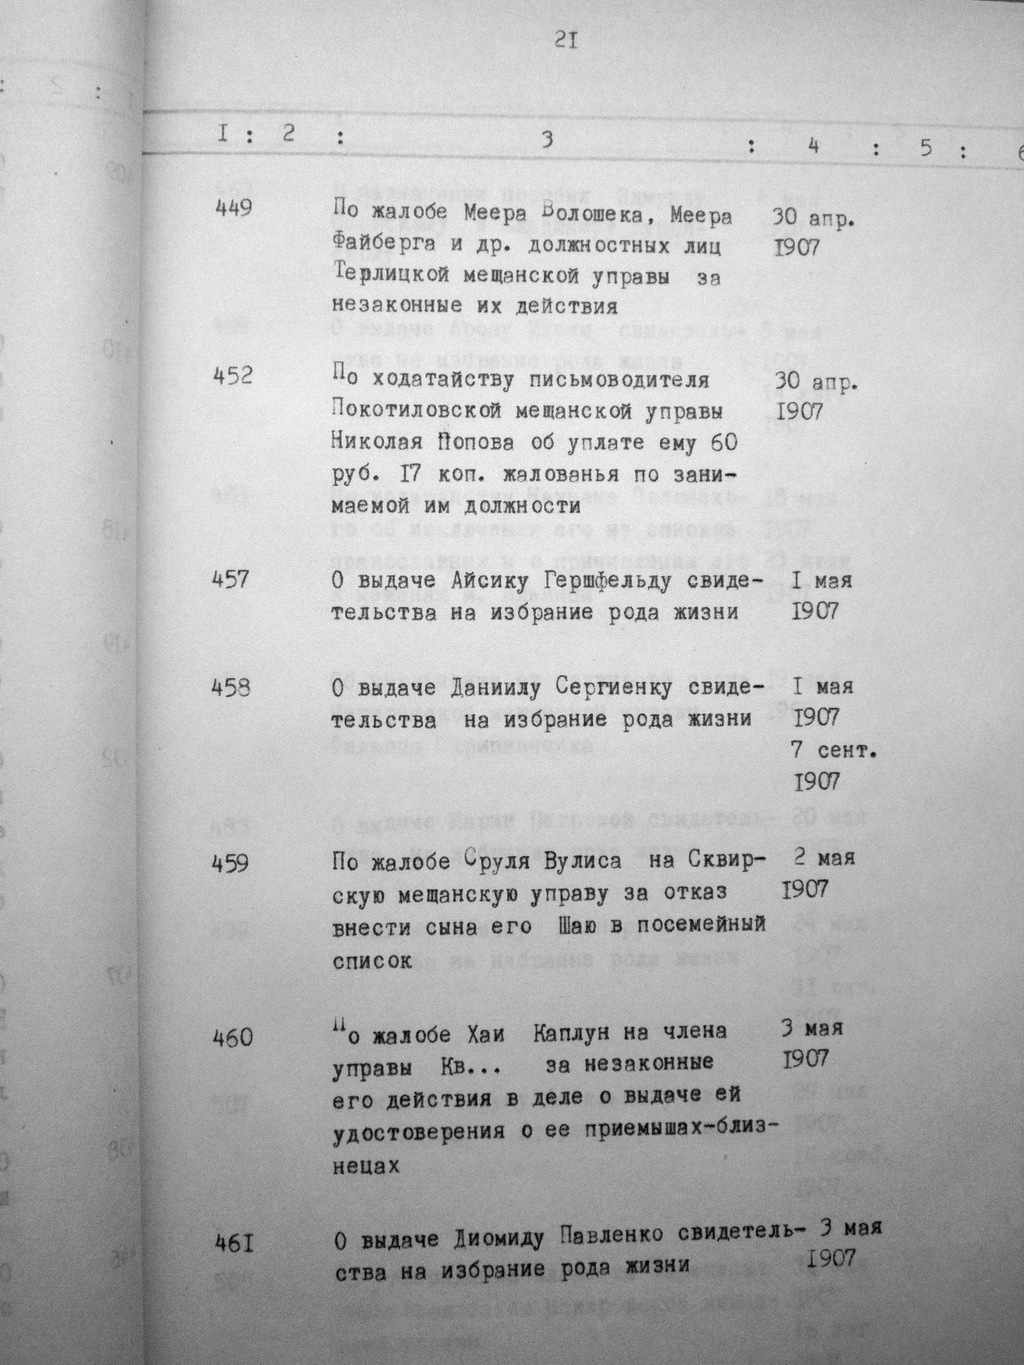 21
I : 2 : 3 : 4 : 5 : 6
449 По жалобе Меера Волошека, Меера 30 апр.
Файберга и др. должностных лиц 1907
Терлицкой мещанской управы за
незаконные их действия
452 По ходатайству письмоводителя 30 апр.
Покотиловской мещанской управы 1907
Николая Попова об уплате ему 60
руб. 17 коп. жалованья по зани-
маемой им должности
457 О выдаче Айсику Гершфельду свиде- I мая
тельства на избрание рода жизни 1907
458 О выдаче Даниилу Сергиенку свиде- I мая
тельства на избрание рода жизни 1907
7 сент.
1907
459 По жалобе Сруля Вулиса на Сквир- 2 мая
скую мещанскую управу за отказ 1907
внести сына его Шаю в посемейный
список
460 По жалобе Хаи Каплун на члена 3 мая
управы Кв... за незаконные 1907
его действия в деле о выдаче ей
удостоверения о ее приемышах-близ-
нецах
461 О выдаче Диомиду Павленко свидетель- 3 мая
ства на избрание рода жизни 1907